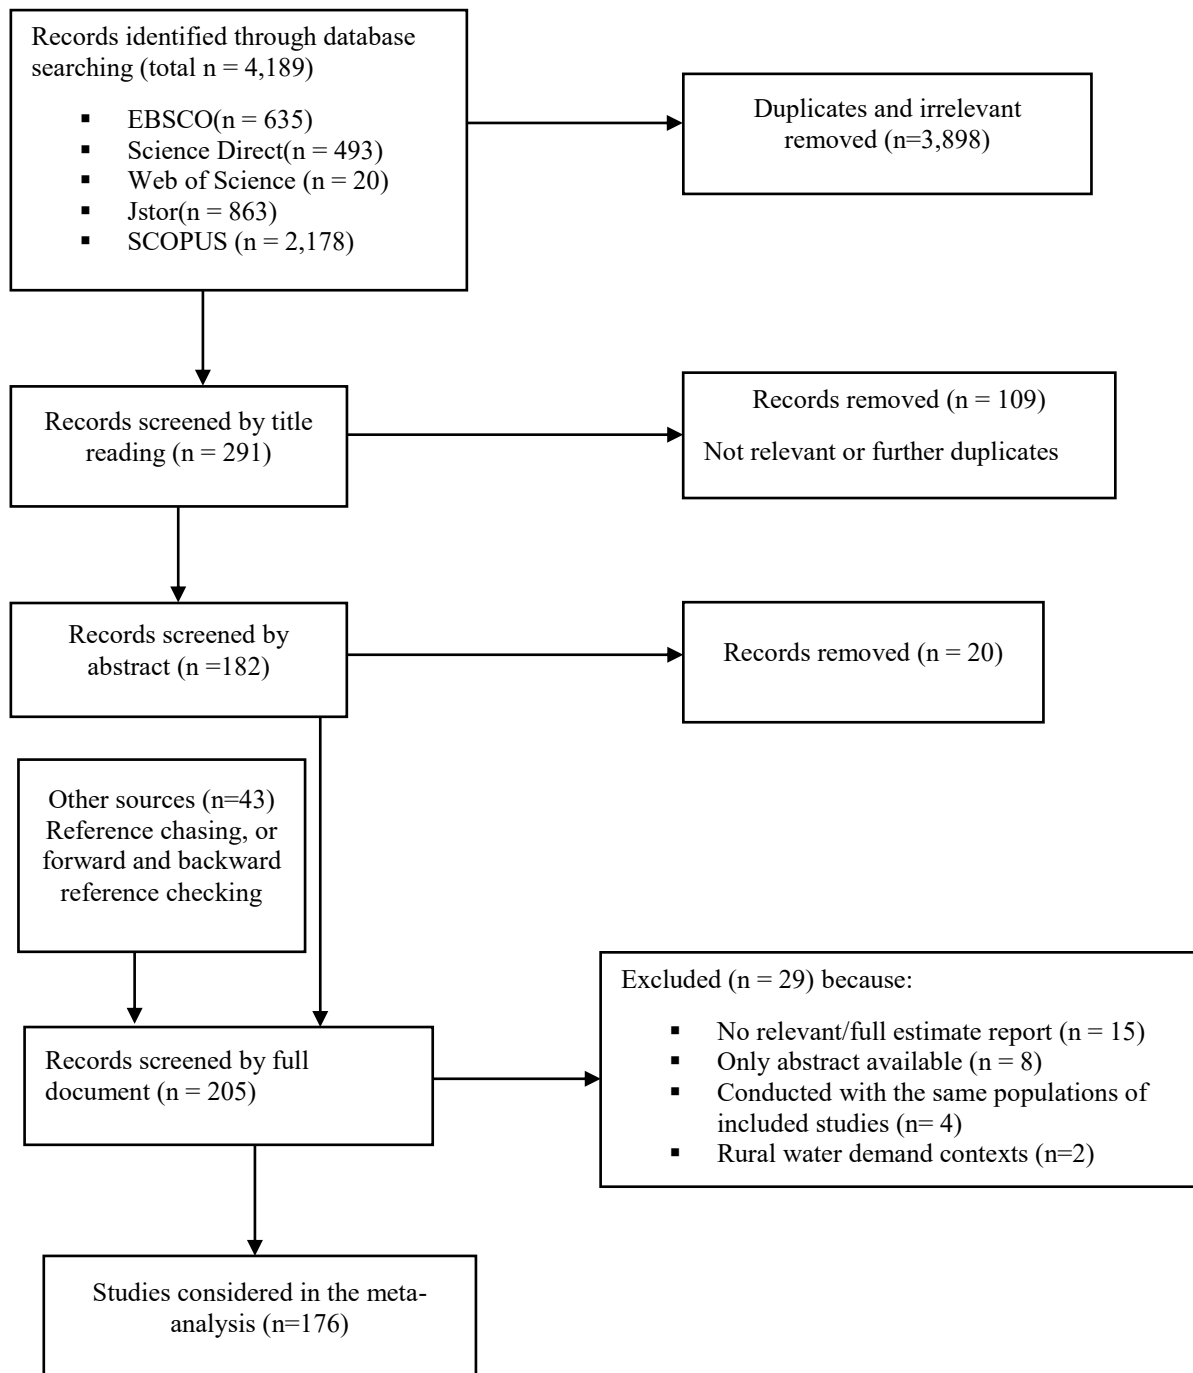 Records identified through database
searching (total n = 4,189)
▪ EBSCO(n = 635)
▪ Science Direct(n = 493)
▪ Web of Science (n = 20)
▪ Jstor(n = 863)
▪ SCOPUS (n = 2,178)
Duplicates and irrelevant
removed (n=3,898)
Records screened by title
reading (n = 291)
Records removed (n = 109)
Not relevant or further duplicates
Records screened by
abstract (n =182)
Records removed (n = 20)
Other sources (n=43)
Reference chasing, or
forward and backward
reference checking
Records screened by full
document (n = 205)
Excluded (n = 29) because:
▪ No relevant/full estimate report (n = 15)
▪ Only abstract available (n = 8)
▪ Conducted with the same populations of
included studies (n= 4)
▪ Rural water demand contexts (n=2)
Studies considered in the meta-
analysis (n=176)